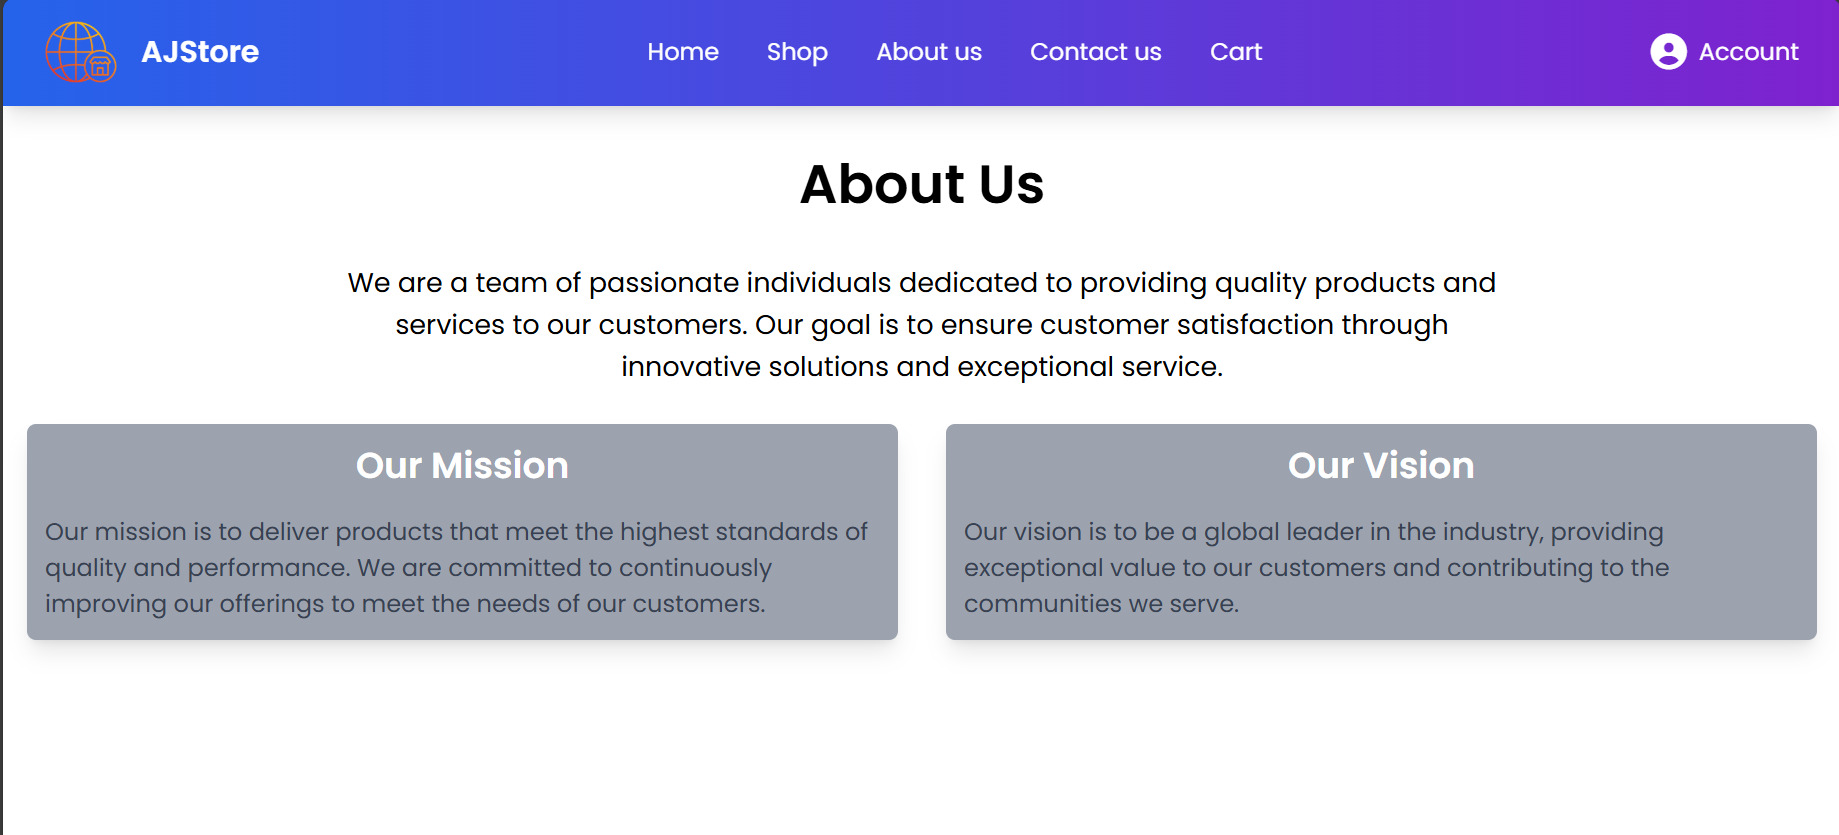 AJStore
Home
Shop
About us
Contact us
Cart
Account
About Us
We are a team of passionate individuals dedicated to providing quality products and
services to our customers. Our goal is to ensure customer satisfaction through
innovative solutions and exceptional service.
Our Mission
Our mission is to deliver products that meet the highest standards of
quality and performance. We are committed to continuously
improving our offerings to meet the needs of our customers.
Our Vision
Our vision is to be a global leader in the industry, providing
exceptional value to our customers and contributing to the
communities we serve.